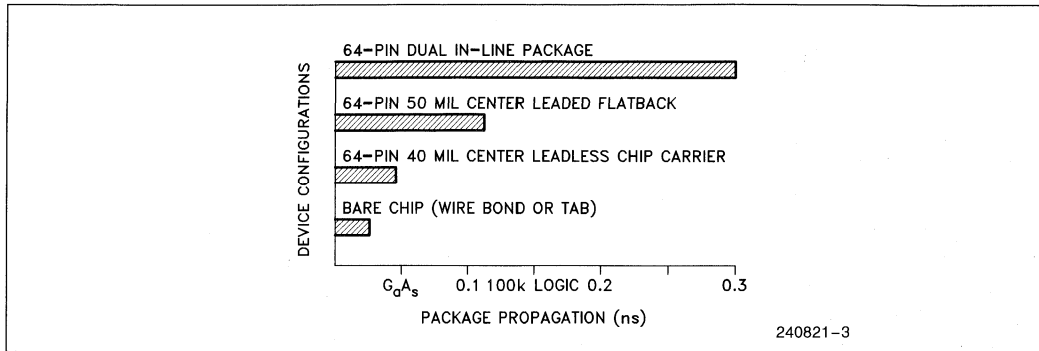 64-PIN DUAL IN-LINE PACKAGE
64-PIN 50 MIL CENTER LEADED FLATBACK
64-PIN 40 MIL CENTER LEADLESS CHIP CARRIER
BARE CHIP (WIRE BOND OR TAB)
DEVICE CONFIGURATIONS
GaAs 0.1 100k LOGIC 0.2 0.3
PACKAGE PROPAGATION (ns)
240821-3